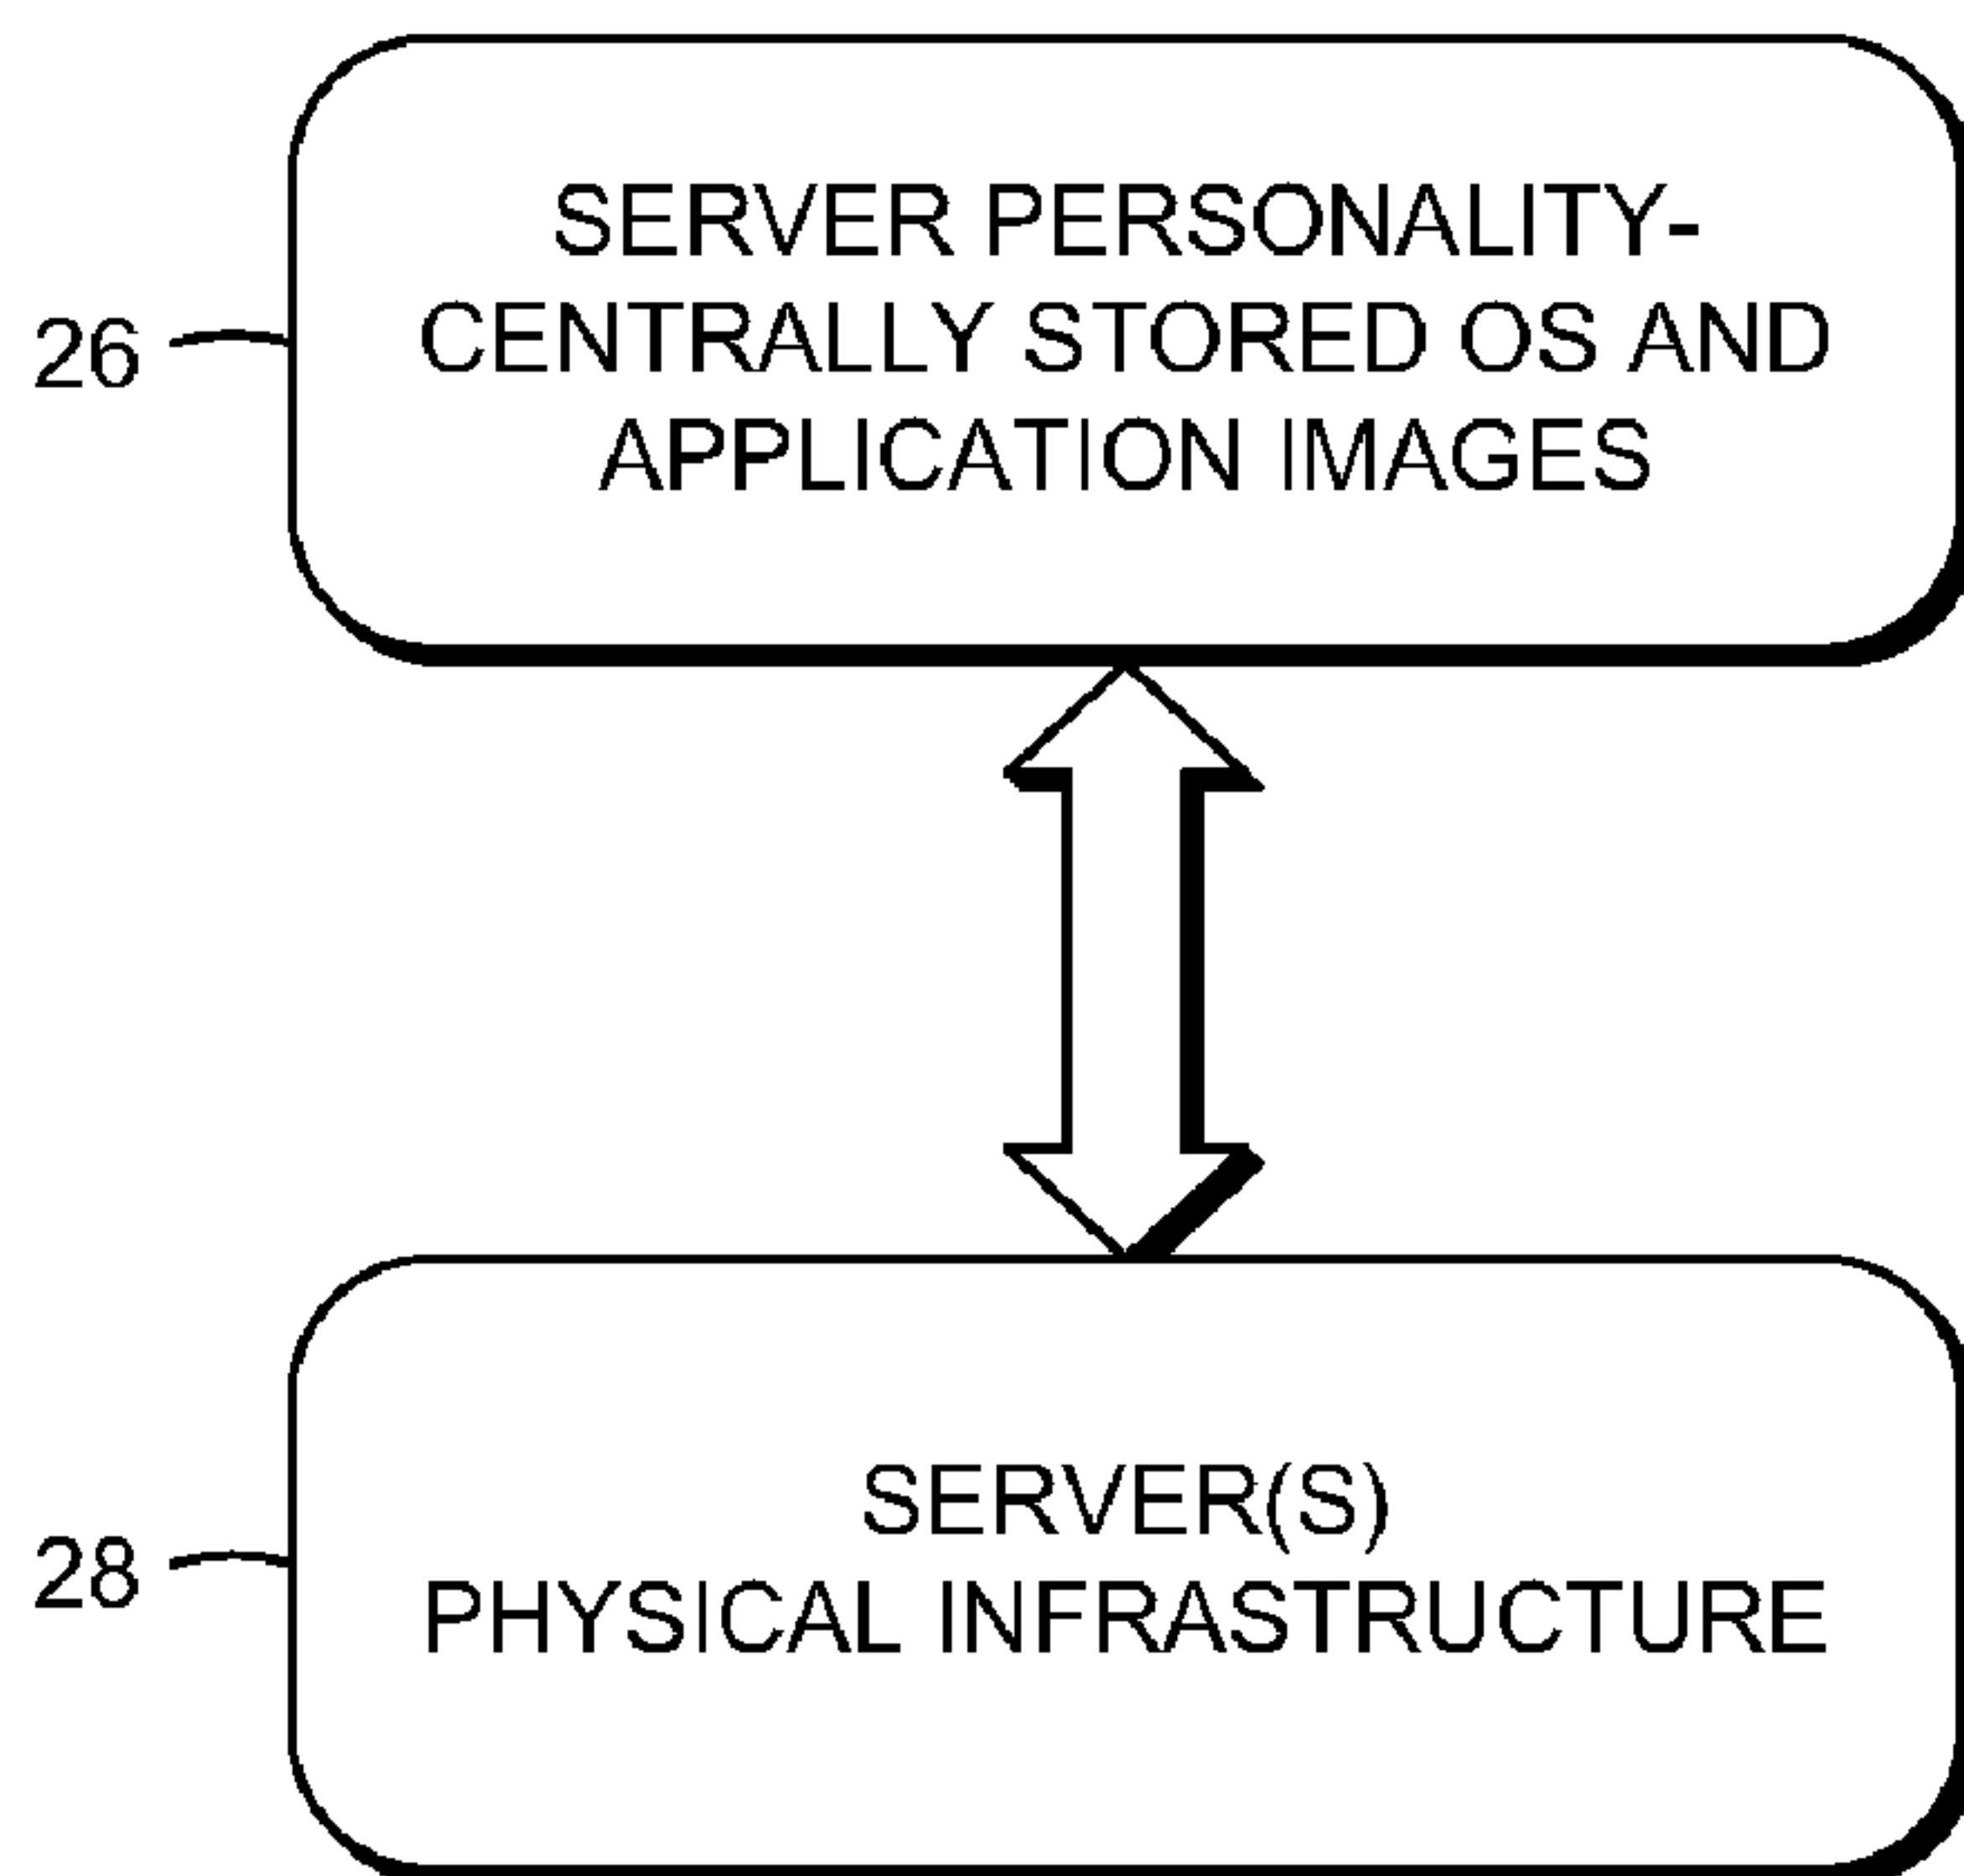 SERVER PERSONALITY-
CENTRALLY STORED OS AND
APPLICATION IMAGES
26
SERVER(S)
PHYSICAL INFRASTRUCTURE
28